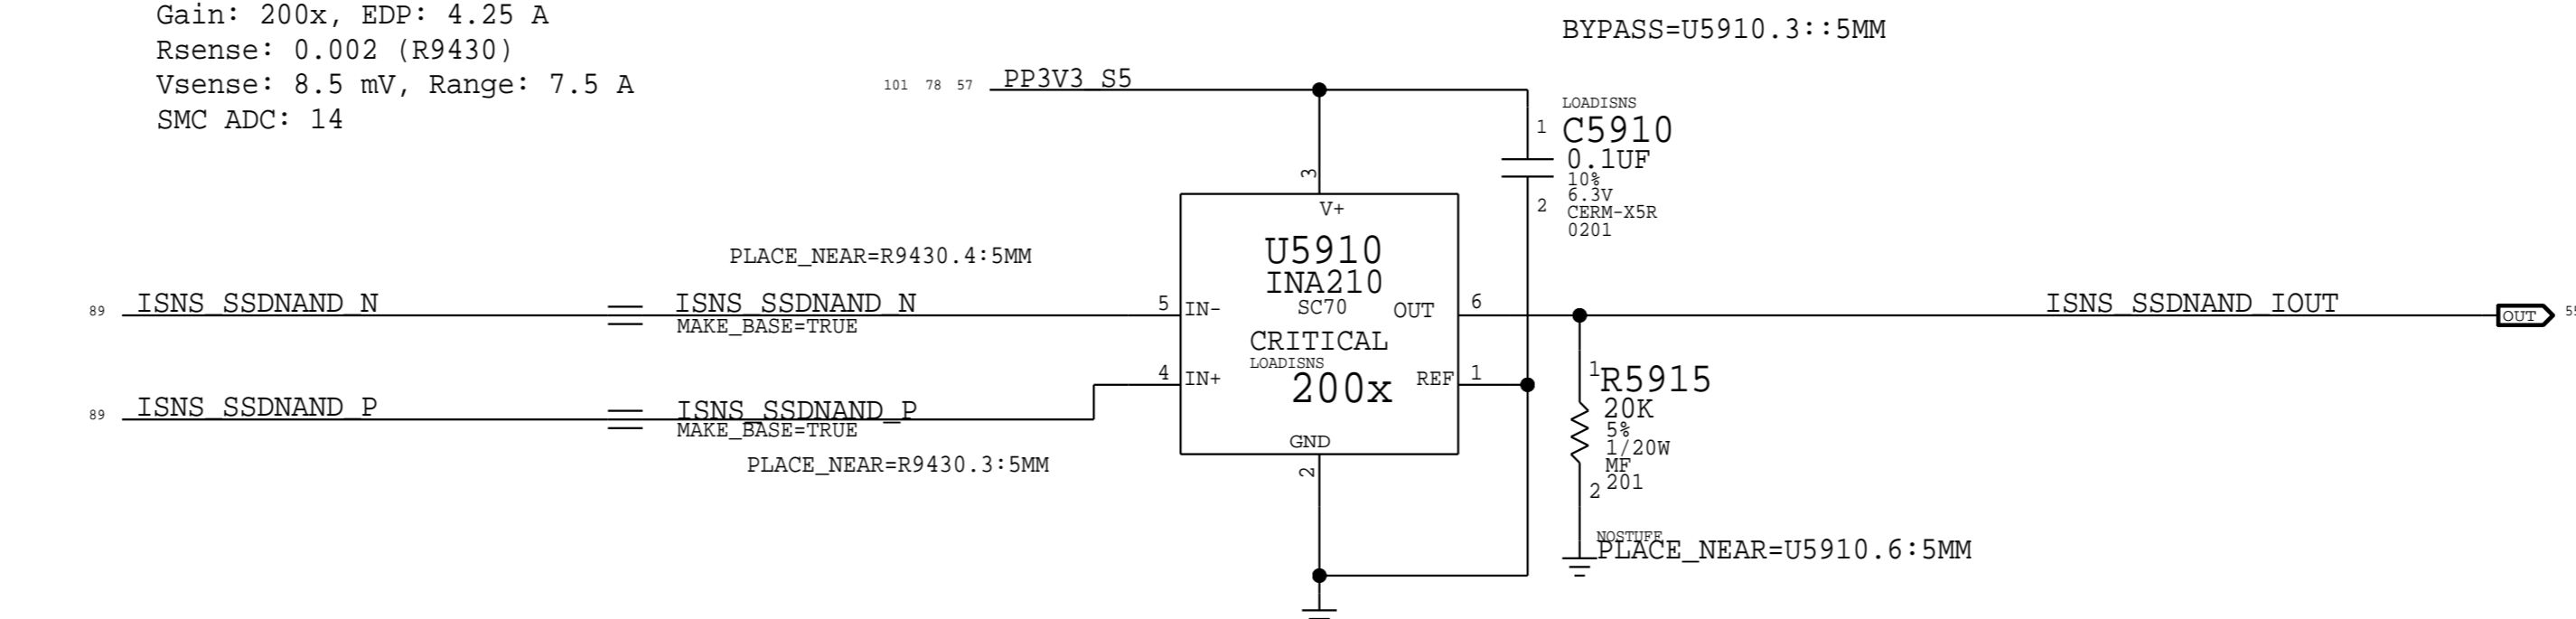 Gain: 200x, EDP: 4.25 A
Rsense: 0.002 (R9430)
Vsense: 8.5 mV, Range: 7.5 A
SMC ADC: 14
BYPASS=U5910.3::5MM
101 78 57 PP3V3_S5
LOADISNS
1 C5910
0.1UF
10%
6.3V
2 CERM-X5R
0201
3
V+
U5910
INA210
SC70
CRITICAL
LOADISNS
200x
PLACE_NEAR=R9430.4:5MM
89 ISNS_SSDNAND_N ISNS_SSDNAND_N
MAKE_BASE=TRUE
5 IN-
OUT 6
ISNS_SSDNAND_IOUT
OUT
4 IN+
REF 1
89 ISNS_SSDNAND_P ISNS_SSDNAND_P
MAKE_BASE=TRUE
PLACE_NEAR=R9430.3:5MM
GND
2
1 R5915
20K
5%
1/20W
MF
2 201
NOSTUFF
PLACE_NEAR=U5910.6:5MM